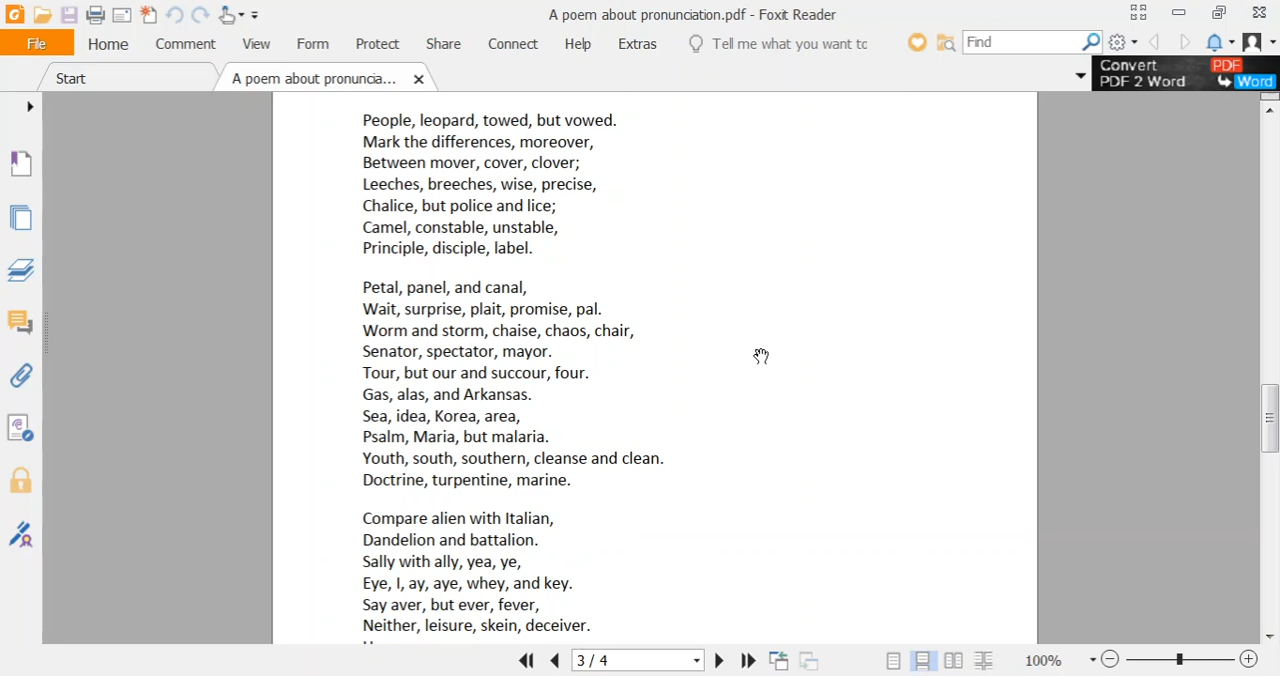 A poem about pronunciation.pdf - Foxit Reader
File Home Comment View Form Protect Share Connect Help Extras Tell me what you want to Find
Start A poem about pronuncia...
Convert PDF
PDF 2 Word Word
People, leopard, towed, but vowed.
Mark the differences, moreover,
Between mover, cover, clover;
Leeches, breeches, wise, precise,
Chalice, but police and lice;
Camel, constable, unstable,
Principle, disciple, label.
Petal, panel, and canal,
Wait, surprise, plait, promise, pal.
Worm and storm, chaise, chaos, chair,
Senator, spectator, mayor.
Tour, but our and succour, four.
Gas, alas, and Arkansas.
Sea, idea, Korea, area,
Psalm, Maria, but malaria.
Youth, south, southern, cleanse and clean.
Doctrine, turpentine, marine.
Compare alien with Italian,
Dandelion and battalion.
Sally with ally, yea, ye,
Eye, I, ay, aye, whey, and key.
Say aver, but ever, fever,
Neither, leisure, skein, deceiver.
3 / 4 100%